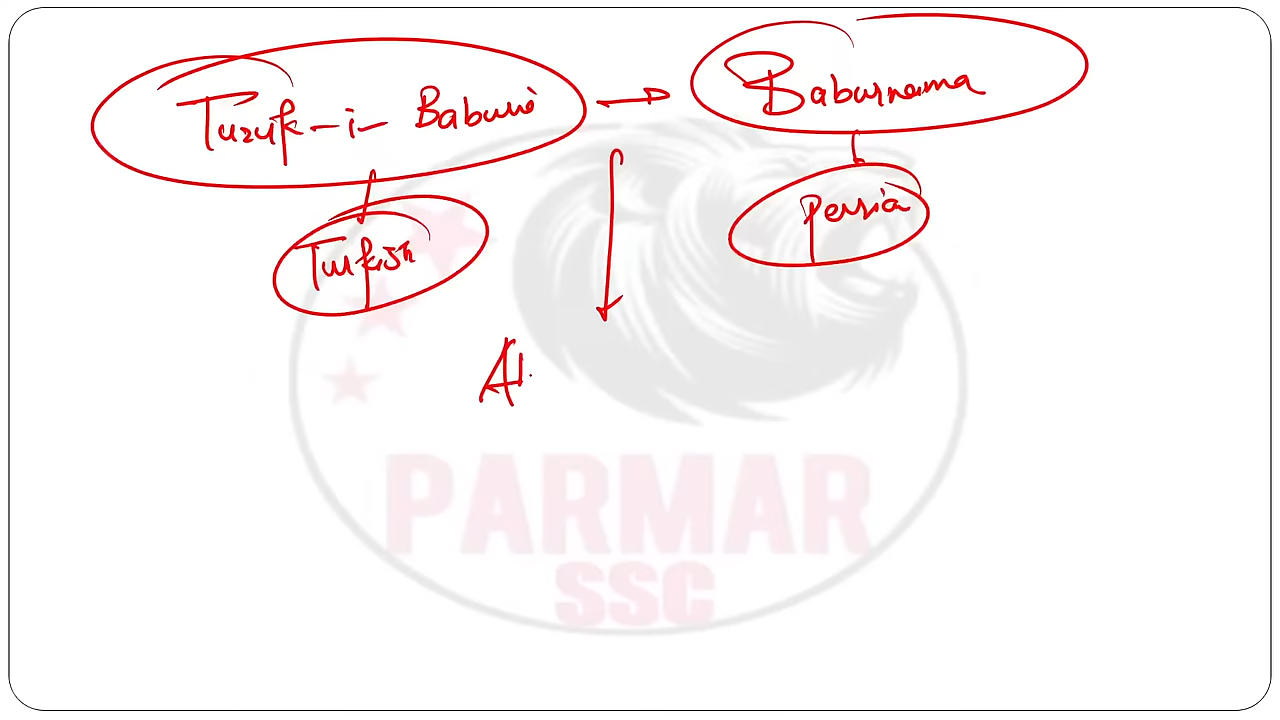 Tuzuk-i-Baburi → Baburnama
Turkish Persia
A
PARMAR
SSC